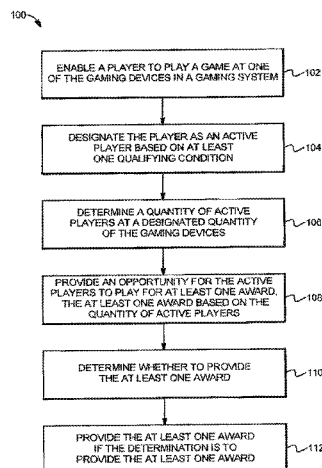 100
ENABLE A PLAYER TO PLAY A GAME AT ONE
OF THE GAMING DEVICES IN A GAMING SYSTEM
102
DESIGNATE THE PLAYER AS AN ACTIVE
PLAYER BASED ON AT LEAST
ONE QUALIFYING CONDITION
104
DETERMINE A QUANTITY OF ACTIVE
PLAYERS AT A DESIGNATED QUANTITY
OF THE GAMING DEVICES
106
PROVIDE AN OPPORTUNITY FOR THE ACTIVE
PLAYERS TO PLAY FOR AT LEAST ONE AWARD,
THE AT LEAST ONE AWARD BASED ON THE
QUANTITY OF ACTIVE PLAYERS
108
DETERMINE WHETHER TO PROVIDE
THE AT LEAST ONE AWARD
110
PROVIDE THE AT LEAST ONE AWARD
IF THE DETERMINATION IS TO
PROVIDE THE AT LEAST ONE AWARD
112